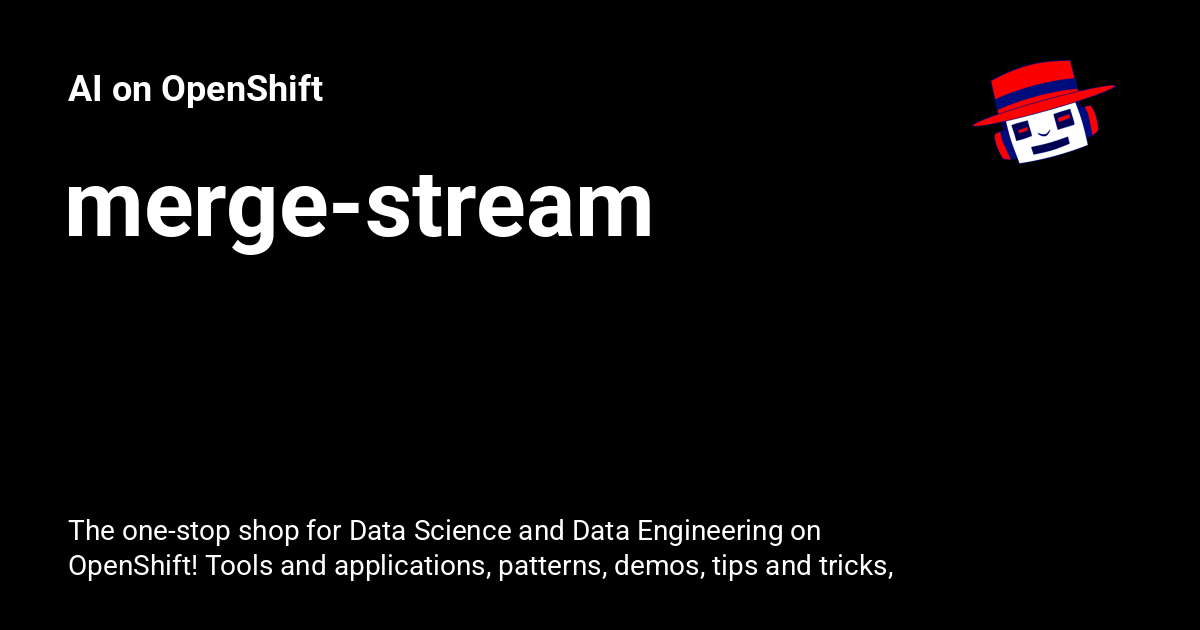 AI on OpenShift
merge-stream
The one-stop shop for Data Science and Data Engineering on
OpenShift! Tools and applications, patterns, demos, tips and tricks,